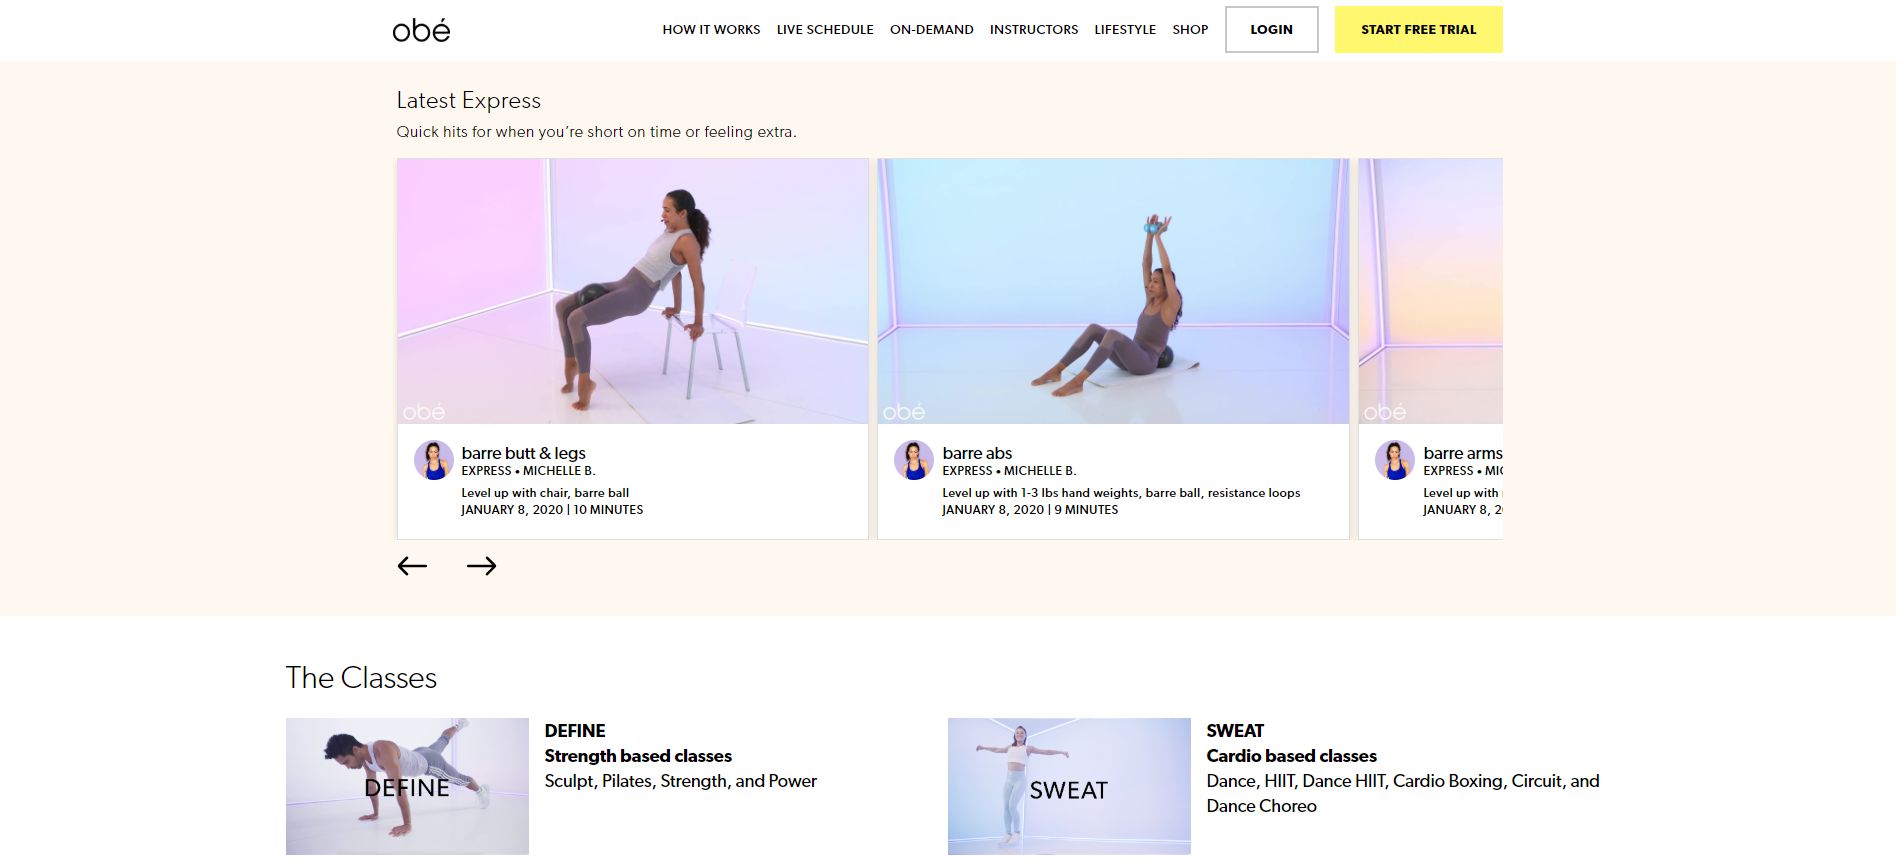 obé
HOW IT WORKS
LIVE SCHEDULE
ON-DEMAND
INSTRUCTORS
LIFESTYLE
SHOP
LOGIN
START FREE TRIAL
Latest Express
Quick hits for when you’re short on time or feeling extra.
obé
barre butt & legs
EXPRESS • MICHELLE B.
Level up with chair, barre ball
JANUARY 8, 2020 | 10 MINUTES
obé
barre abs
EXPRESS • MICHELLE B.
Level up with 1-3 lbs hand weights, barre ball, resistance loops
JANUARY 8, 2020 | 9 MINUTES
obé
barre arms
EXPRESS •
Level up with
JANUARY 8,
The Classes
DEFINE
DEFINE
Strength based classes
Sculpt, Pilates, Strength, and Power
SWEAT
SWEAT
Cardio based classes
Dance, HIIT, Dance HIIT, Cardio Boxing, Circuit, and
Dance Choreo